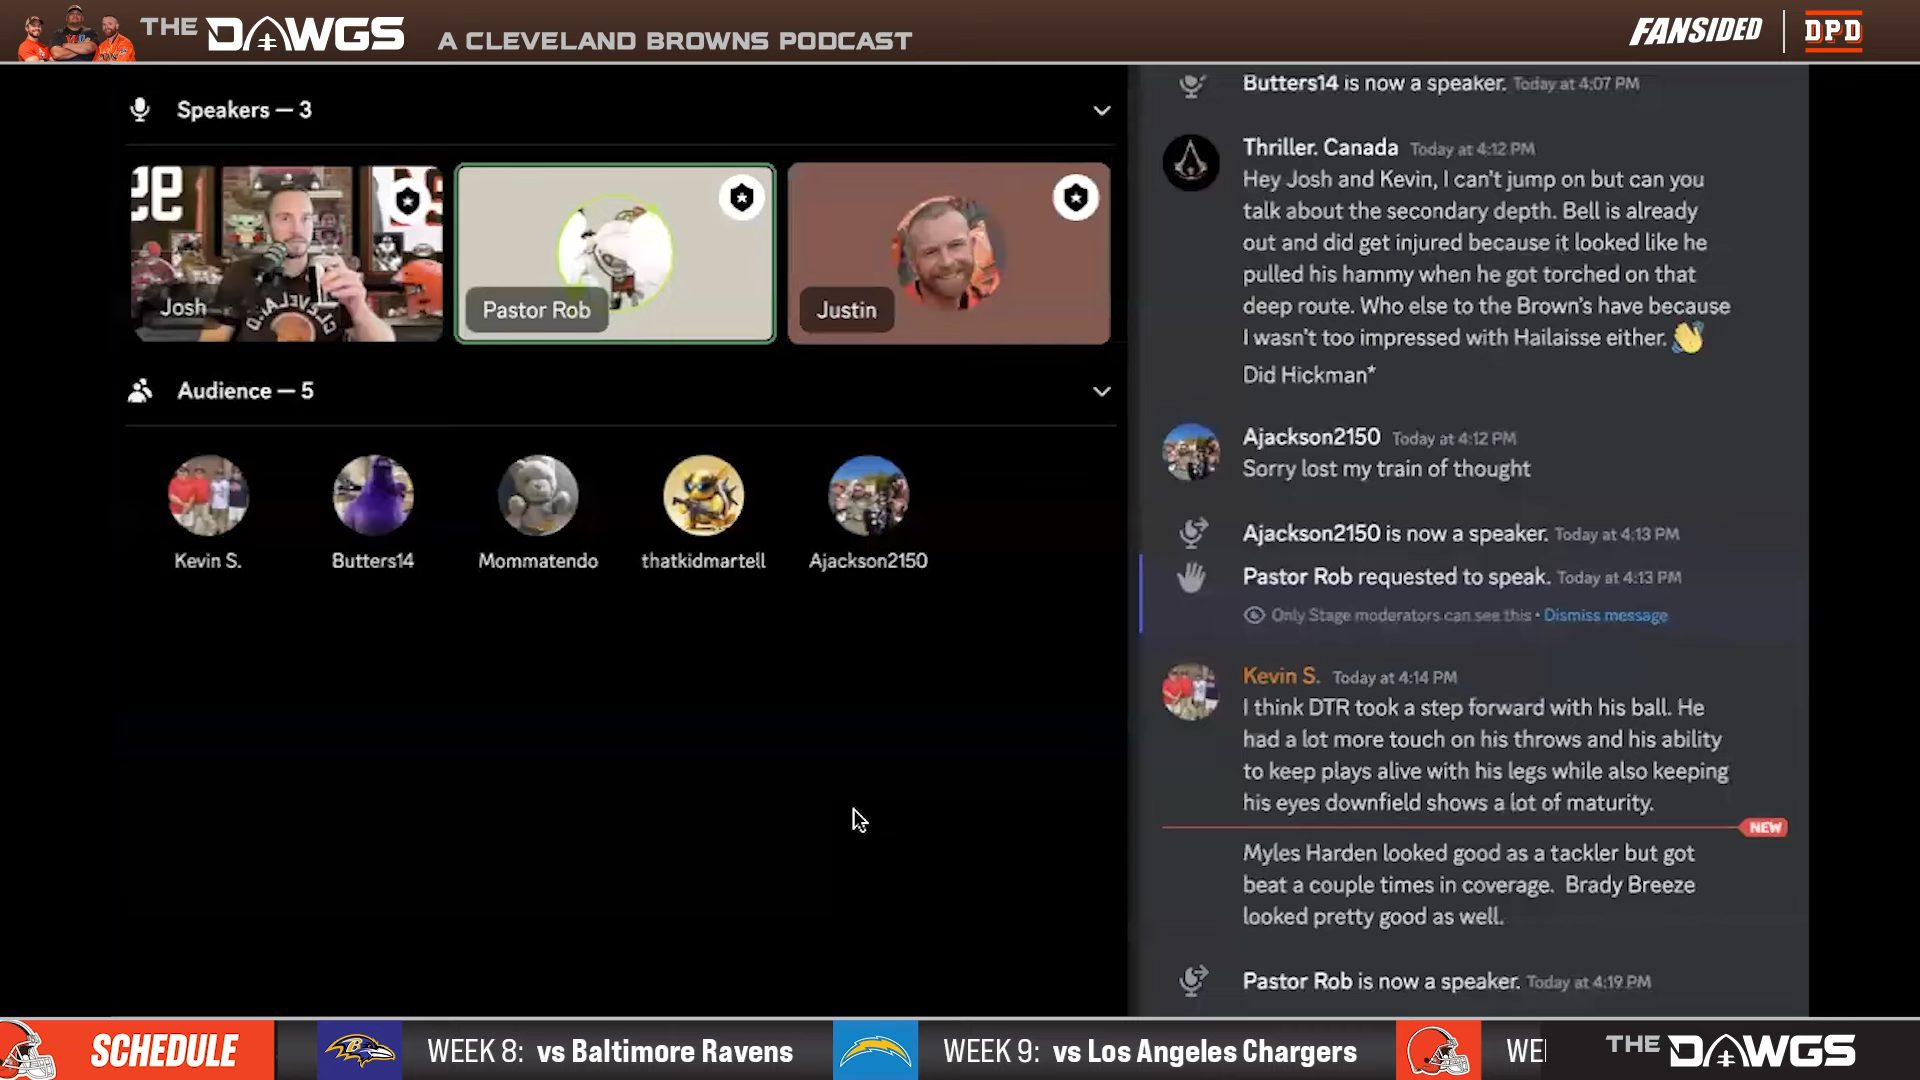 THE DAWGS A CLEVELAND BROWNS PODCAST
FANSIDED DPD
Speakers — 3
Josh
Pastor Rob
Justin
Audience — 5
Kevin S.
Butters14
Mommatendo
thatkidmartell
Ajackson2150
Butters14 is now a speaker. Today at 4:07 PM
Thriller. Canada Today at 4:12 PM
Hey Josh and Kevin, I can't jump on but can you
talk about the secondary depth. Bell is already
out and did get injured because it looked like he
pulled his hammy when he got torched on that
deep route. Who else to the Brown's have because
I wasn't too impressed with Hailaisse either. 👋
Did Hickman*
Ajackson2150 Today at 4:12 PM
Sorry lost my train of thought
Ajackson2150 is now a speaker. Today at 4:13 PM
Pastor Rob requested to speak. Today at 4:13 PM
Only Stage moderators can see this • Dismiss message
Kevin S. Today at 4:14 PM
I think DTR took a step forward with his ball. He
had a lot more touch on his throws and his ability
to keep plays alive with his legs while also keeping
his eyes downfield shows a lot of maturity.
NEW
Myles Harden looked good as a tackler but got
beat a couple times in coverage. Brady Breeze
looked pretty good as well.
Pastor Rob is now a speaker. Today at 4:19 PM
SCHEDULE
WEEK 8: vs Baltimore Ravens
WEEK 9: vs Los Angeles Chargers
THE DAWGS